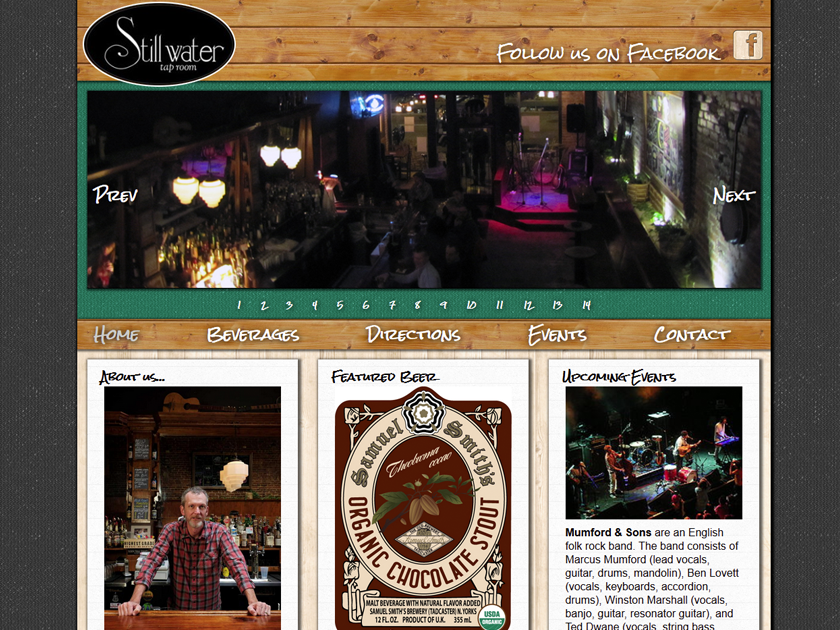 Still water
tap room
Follow us on Facebook
f
Prev
Next
1 2 3 4 5 6 7 8 9 10 11 12 13 14
Home
Beverages
Directions
Events
Contact
About us...
Featured Beer
Samuel Smith's
Theobroma
cacao
ORGANIC CHOCOLATE STOUT
MALT BEVERAGE WITH NATURAL FLAVOR ADDED
SAMUEL SMITH'S BREWERY (TADCASTER) N.YORKS
12 FL. OZ. PRODUCT OF U.K. 355 mL
USDA
ORGANIC
Upcoming Events
Mumford & Sons are an English
folk rock band. The band consists of
Marcus Mumford (lead vocals,
guitar, drums, mandolin), Ben Lovett
(vocals, keyboards, accordion,
drums), Winston Marshall (vocals,
banjo, guitar, resonator guitar), and
Ted Dwane (vocals, string bass,